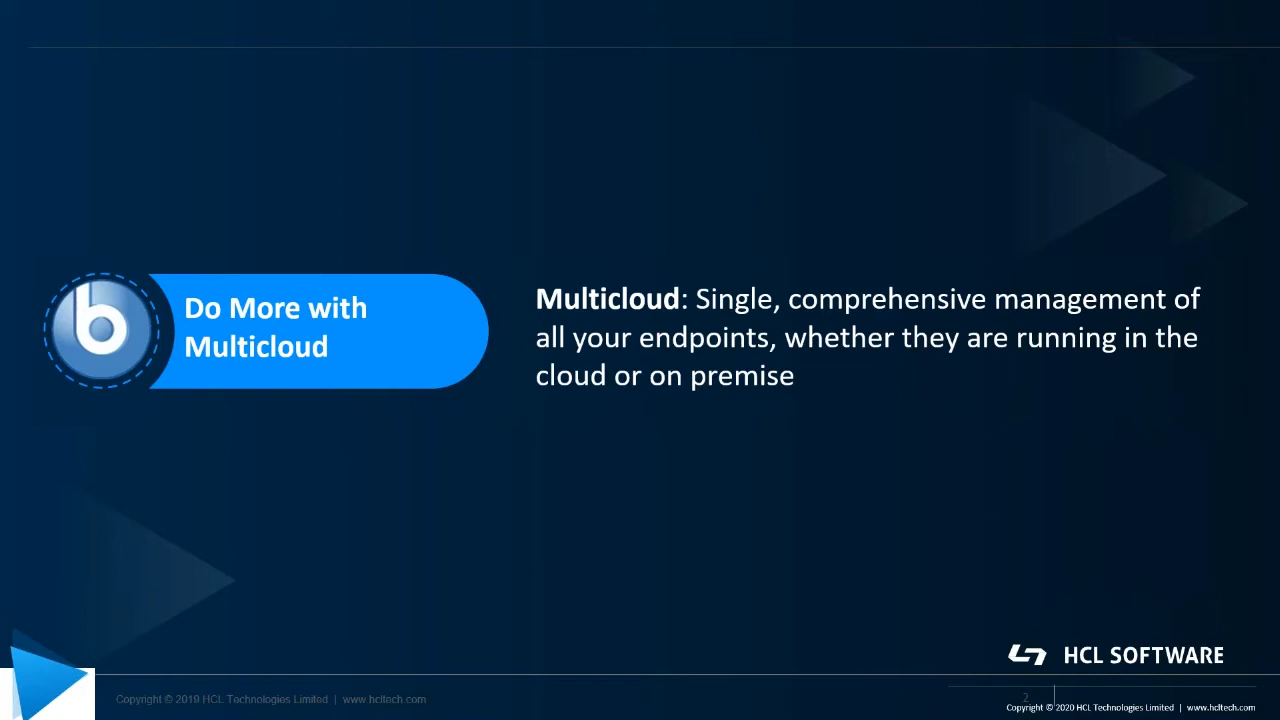 Do More with
Multicloud
Multicloud: Single, comprehensive management of
all your endpoints, whether they are running in the
cloud or on premise
HCL SOFTWARE
Copyright © 2019 HCL Technologies Limited | www.hcltech.com
2
Copyright © 2020 HCL Technologies Limited | www.hcltech.com